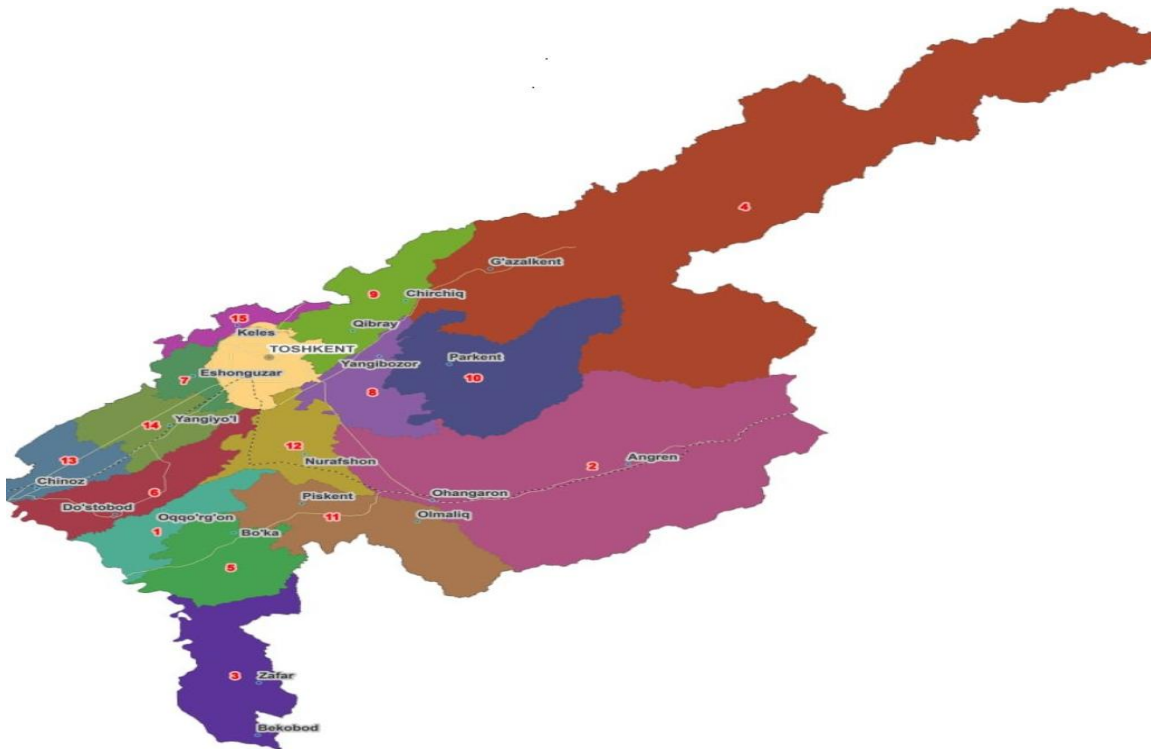 4
G'azalkent
9
Chirchiq
15
Keles
Qibray
TOSHKENT
Yangibozor
Parkent
7
Eshonguzar
8
10
14
Yangiyo'l
12
13
Nurafshon
2
Angren
Chinoz
6
Piskent
Ohangaron
Do'stobod
Oqqo'rg'on
11
Olmaliq
1
Bo'ka
5
3
Zafar
Bekobod